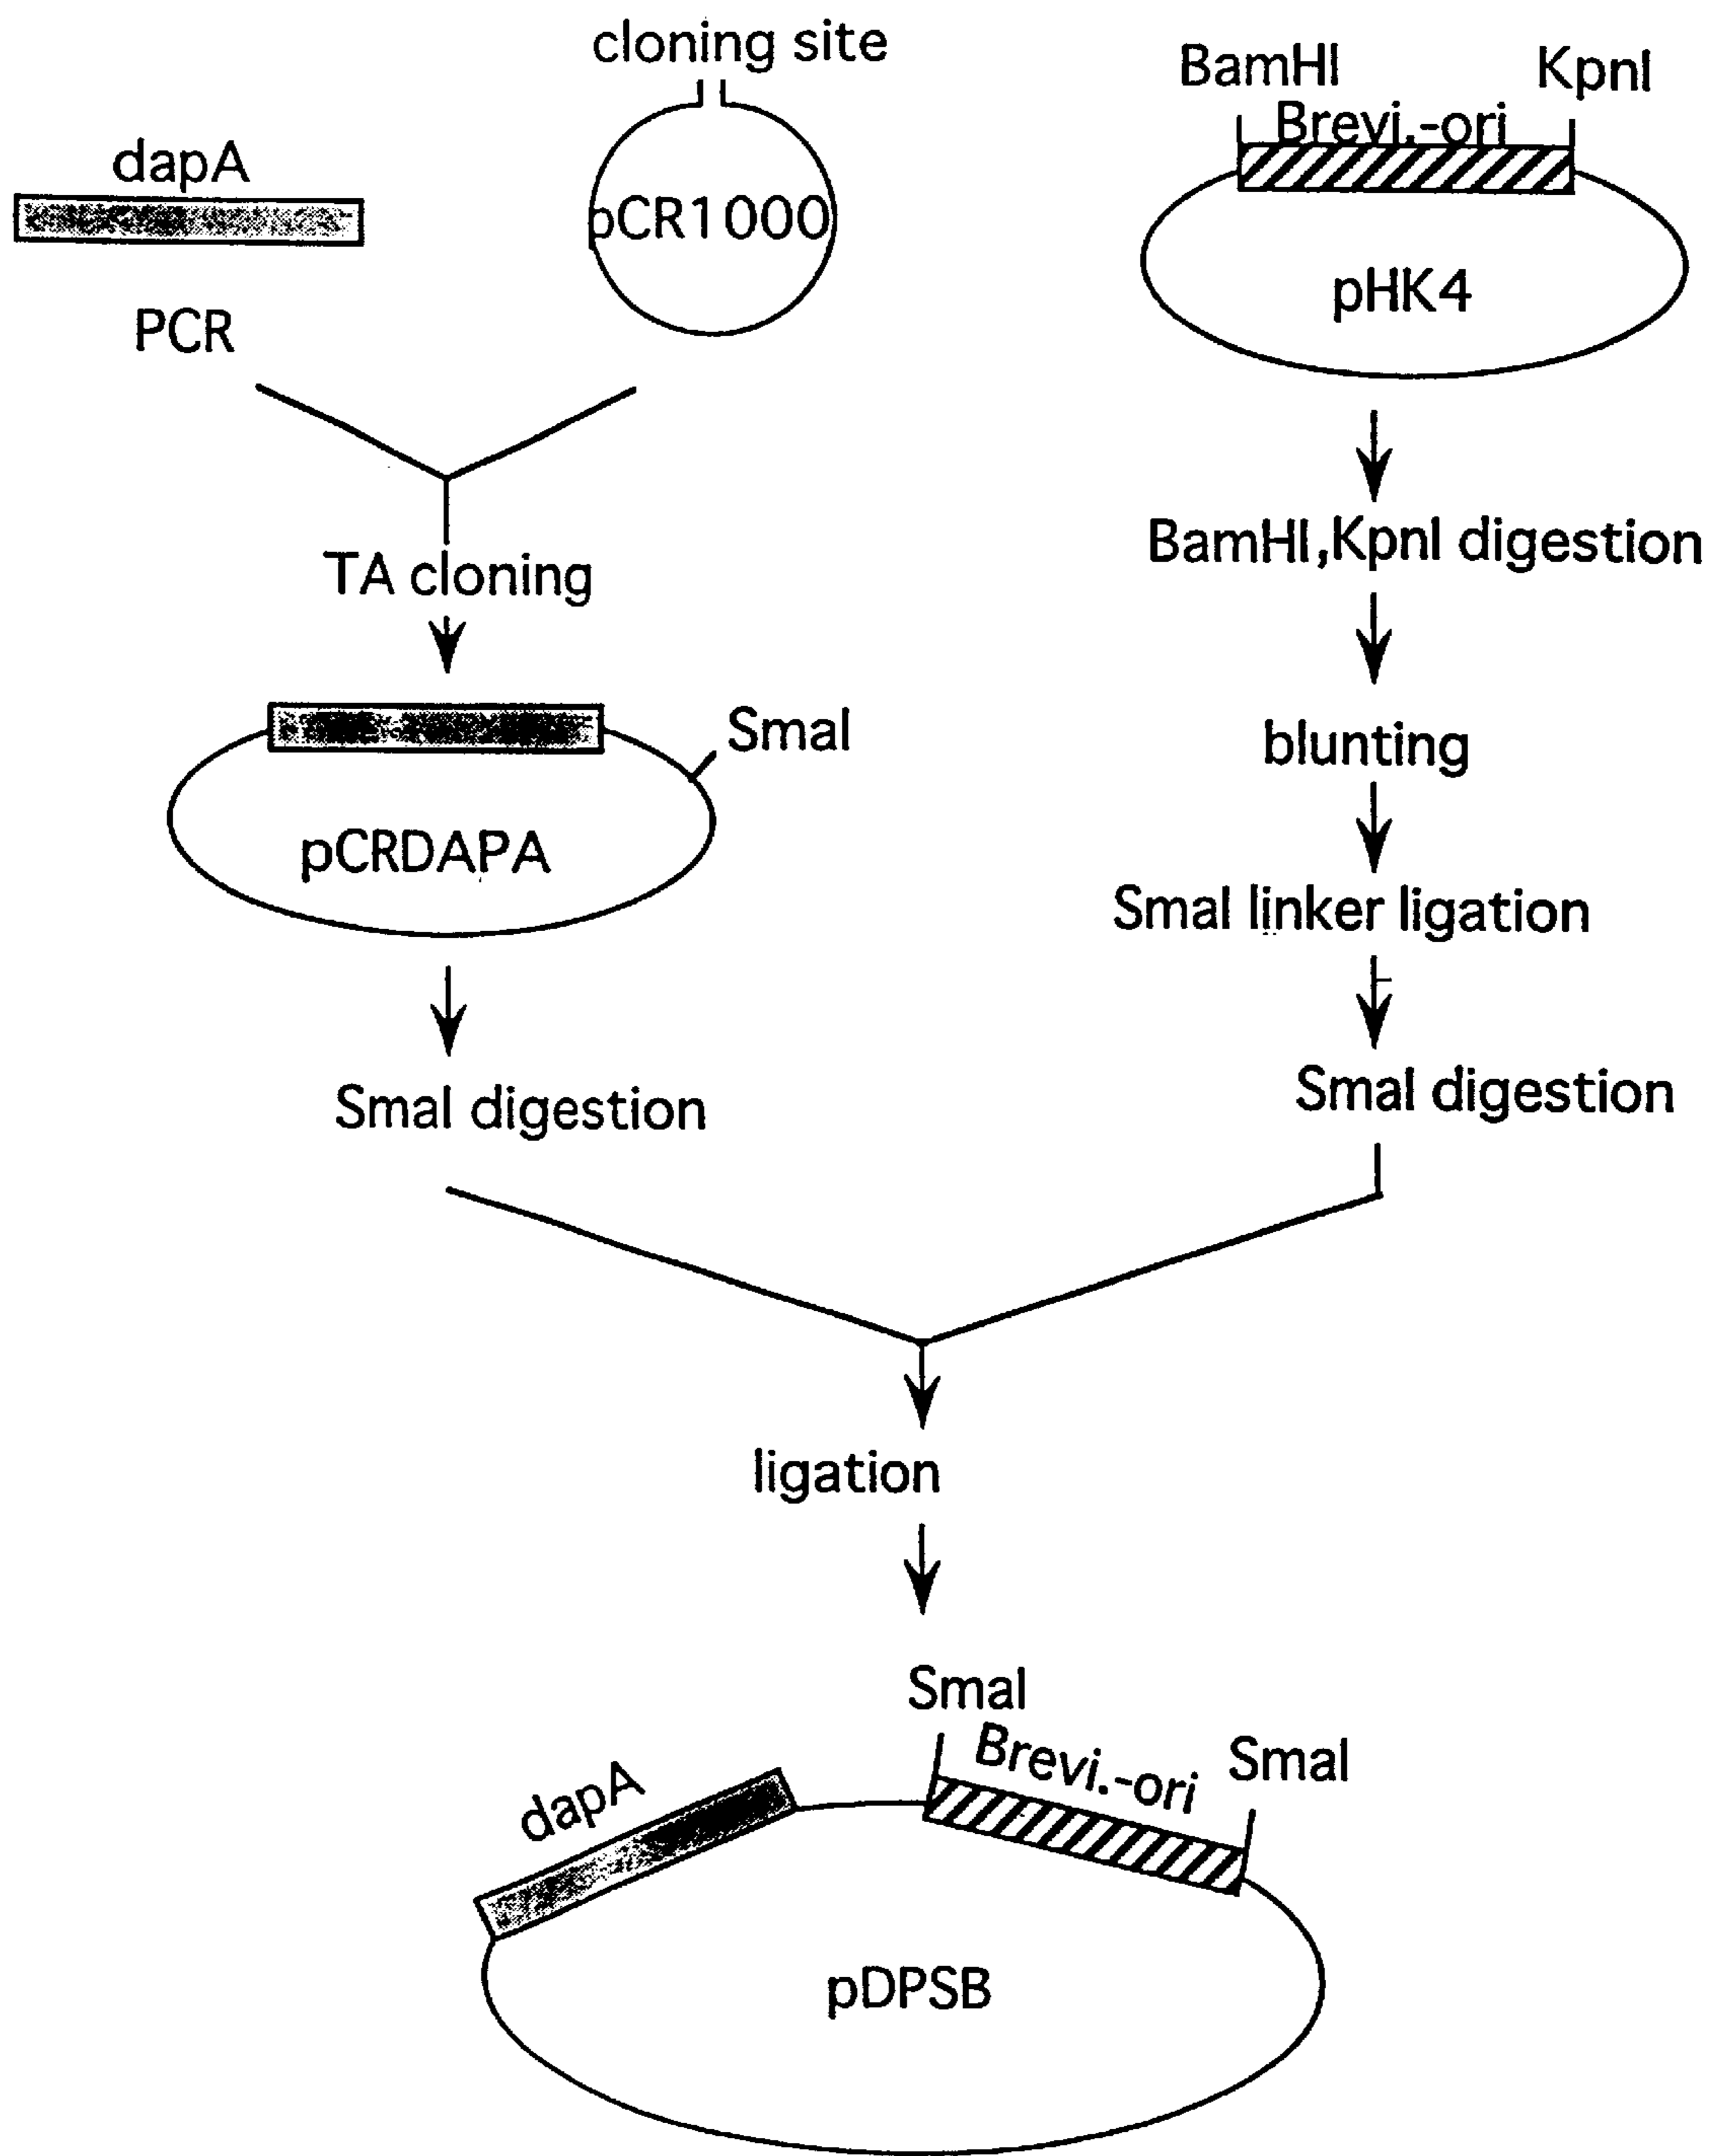 cloning site
BamHI
KpnI
Brevi.-ori
dapA
pCR1000
pHK4
PCR
BamHI,KpnI digestion
TA cloning
SmaI
blunting
pCRDAPA
SmaI linker ligation
SmaI digestion
SmaI digestion
ligation
SmaI
Brevi.-ori
SmaI
dapA
pDPSB